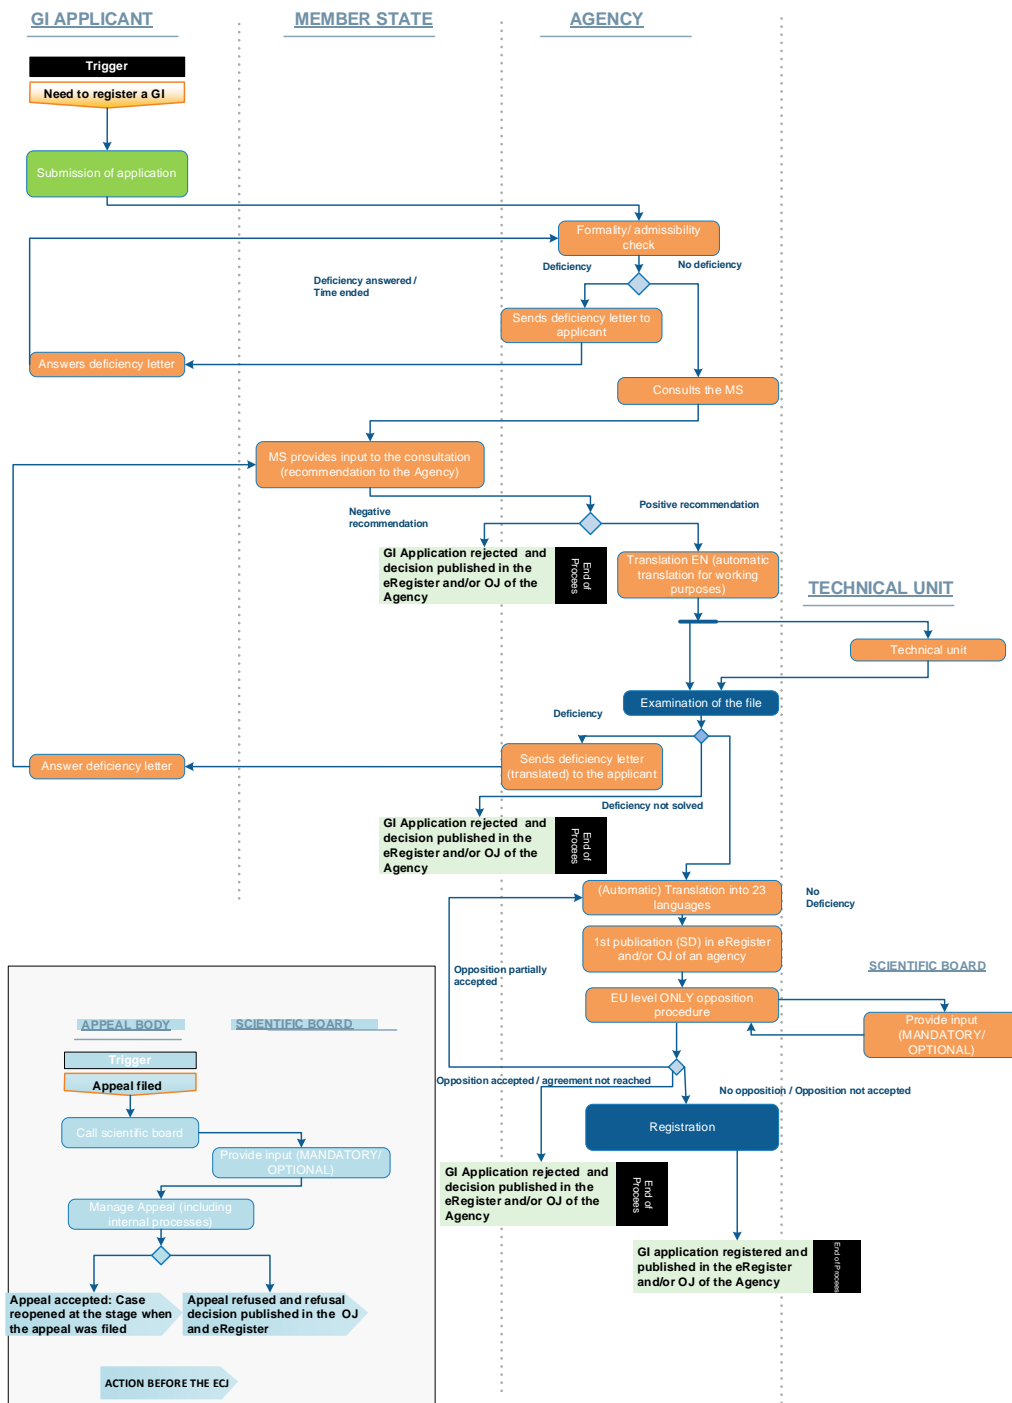 GI APPLICANT
MEMBER STATE
AGENCY
Trigger
Need to register a GI
Submission of application
Formality/ admissibility
check
Deficiency
No deficiency
Deficiency answered /
Time ended
Sends deficiency letter to
applicant
Answers deficiency letter
Consults the MS
MS provides input to the consultation
(recommendation to the Agency)
Negative
recommendation
Positive recommendation
GI Application rejected and
decision published in the
eRegister and/or OJ of the
Agency
End of
Procees
Translation EN (automatic
translation for working
purposes)
TECHNICAL UNIT
Technical unit
Examination of the file
Deficiency
Answer deficiency letter
Sends deficiency letter
(translated) to the applicant
Deficiency not solved
GI Application rejected and
decision published in the
eRegister and/or OJ of the
Agency
End of
Procees
(Automatic) Translation into 23
languages
No
Deficiency
1st publication (SD) in eRegister
and/or OJ of an agency
Opposition partially
accepted
SCIENTIFIC BOARD
EU level ONLY opposition
procedure
Provide input
(MANDATORY/
OPTIONAL)
Opposition accepted / agreement not reached
No opposition / Opposition not accepted
Registration
GI Application rejected and
decision published in the
eRegister and/or OJ of the
Agency
End of
Procees
GI application registered and
published in the eRegister
and/or OJ of the Agency
End of Procees
APPEAL BODY
SCIENTIFIC BOARD
Trigger
Appeal filed
Call scientific board
Provide input (MANDATORY/
OPTIONAL)
Manage Appeal (including
internal processes)
Appeal accepted: Case
reopened at the stage when
the appeal was filed
Appeal refused and refusal
decision published in the OJ
and eRegister
ACTION BEFORE THE ECJ